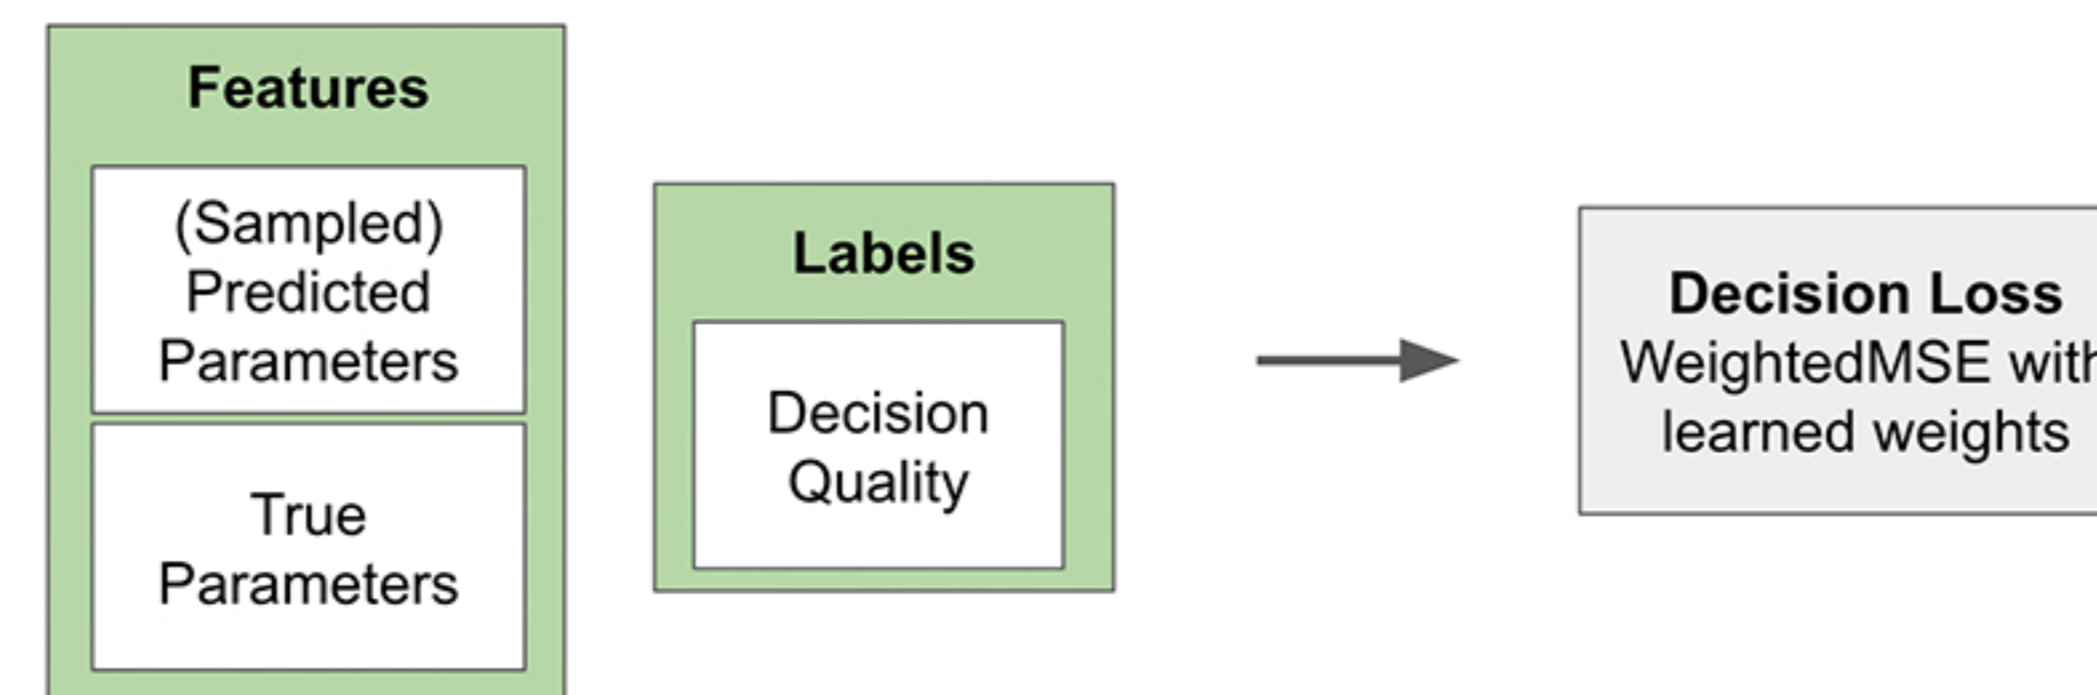 Features
(Sampled)
Predicted
Parameters
True
Parameters
Labels
Decision
Quality
Decision Loss
WeightedMSE with
learned weights